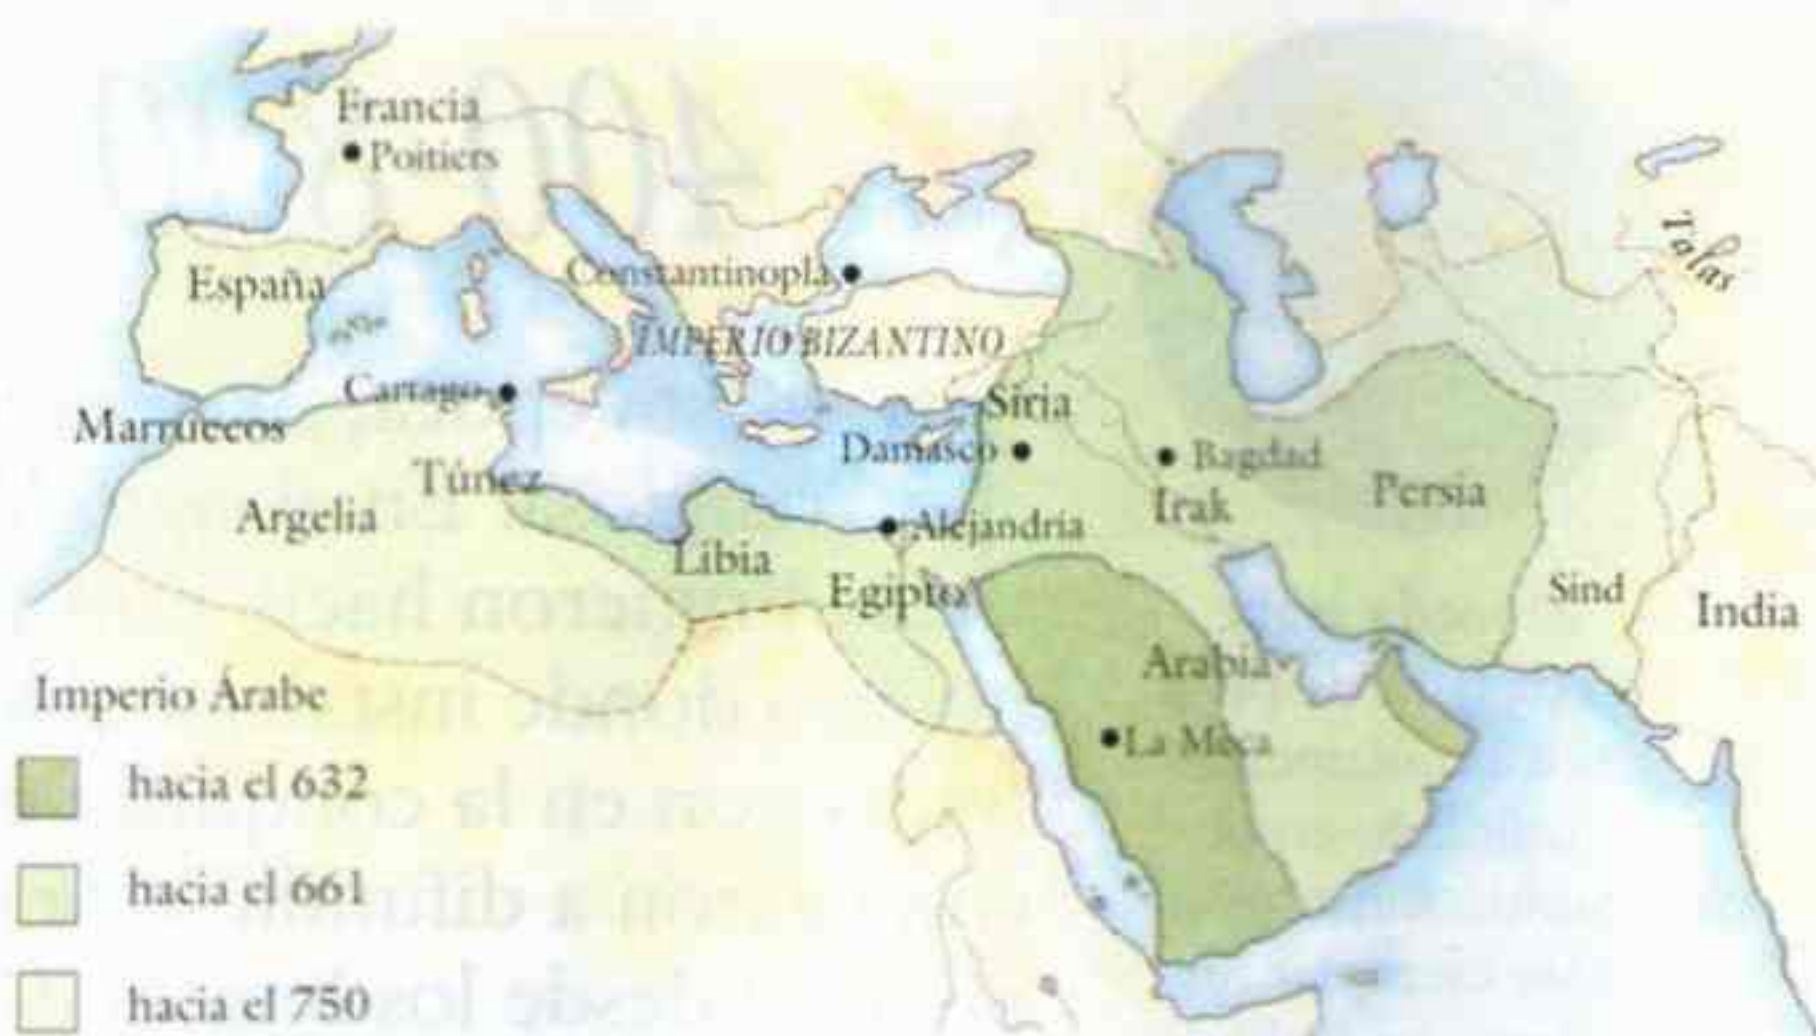 Francia
Poitiers
España
Constantinopla
IMPERIO BIZANTINO
Talas
Cartago
Siria
Marruecos
Damasco
Bagdad
Túnez
Persia
Argelia
Irak
Alejandría
Libia
Egipto
Sind
India
Arabia
La Meca
Imperio Árabe
hacia el 632
hacia el 661
hacia el 750